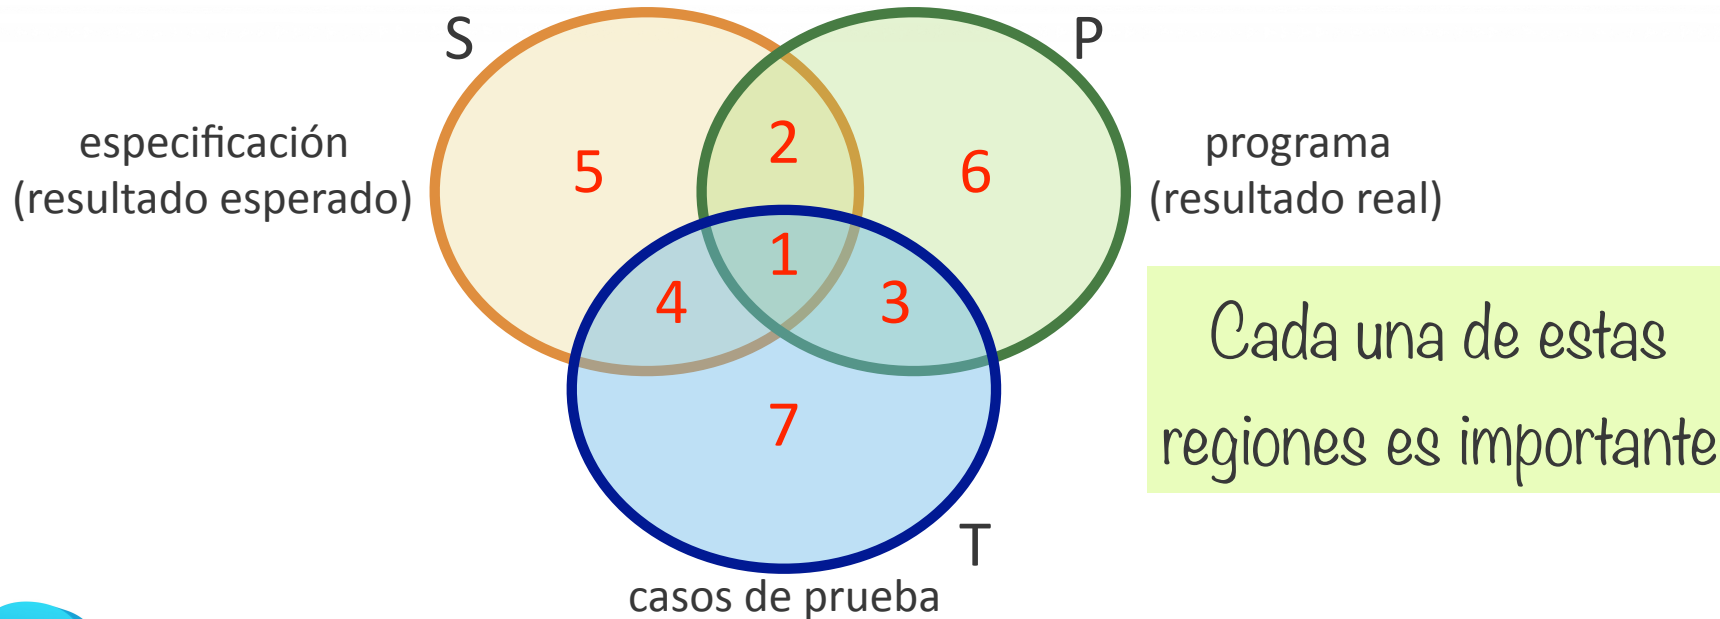 S
P
especificación
(resultado esperado)
5
2
6
programa
(resultado real)
1
4
3
7
Cada una de estas
regiones es importante
T
casos de prueba